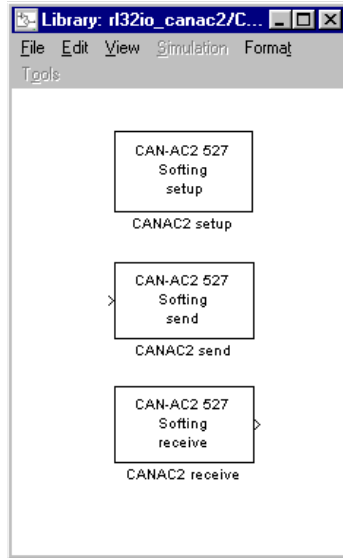 Library: rl32io_canac2/C...
File Edit View Simulation Format
Tools
CAN-AC2 527
Softing
setup
CANAC2 setup
CAN-AC2 527
Softing
send
CANAC2 send
CAN-AC2 527
Softing
receive
CANAC2 receive